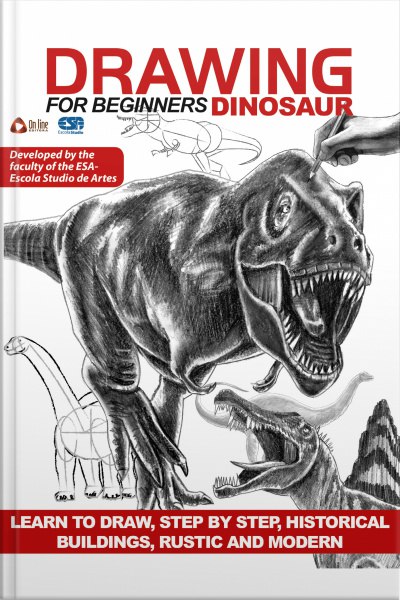 DRAWING
FOR BEGINNERS DINOSAUR
On line
EDITORA
ESA
Escola Studio
Developed by the
faculty of the ESA-
Escola Studio de Artes
LEARN TO DRAW, STEP BY STEP, HISTORICAL
BUILDINGS, RUSTIC AND MODERN